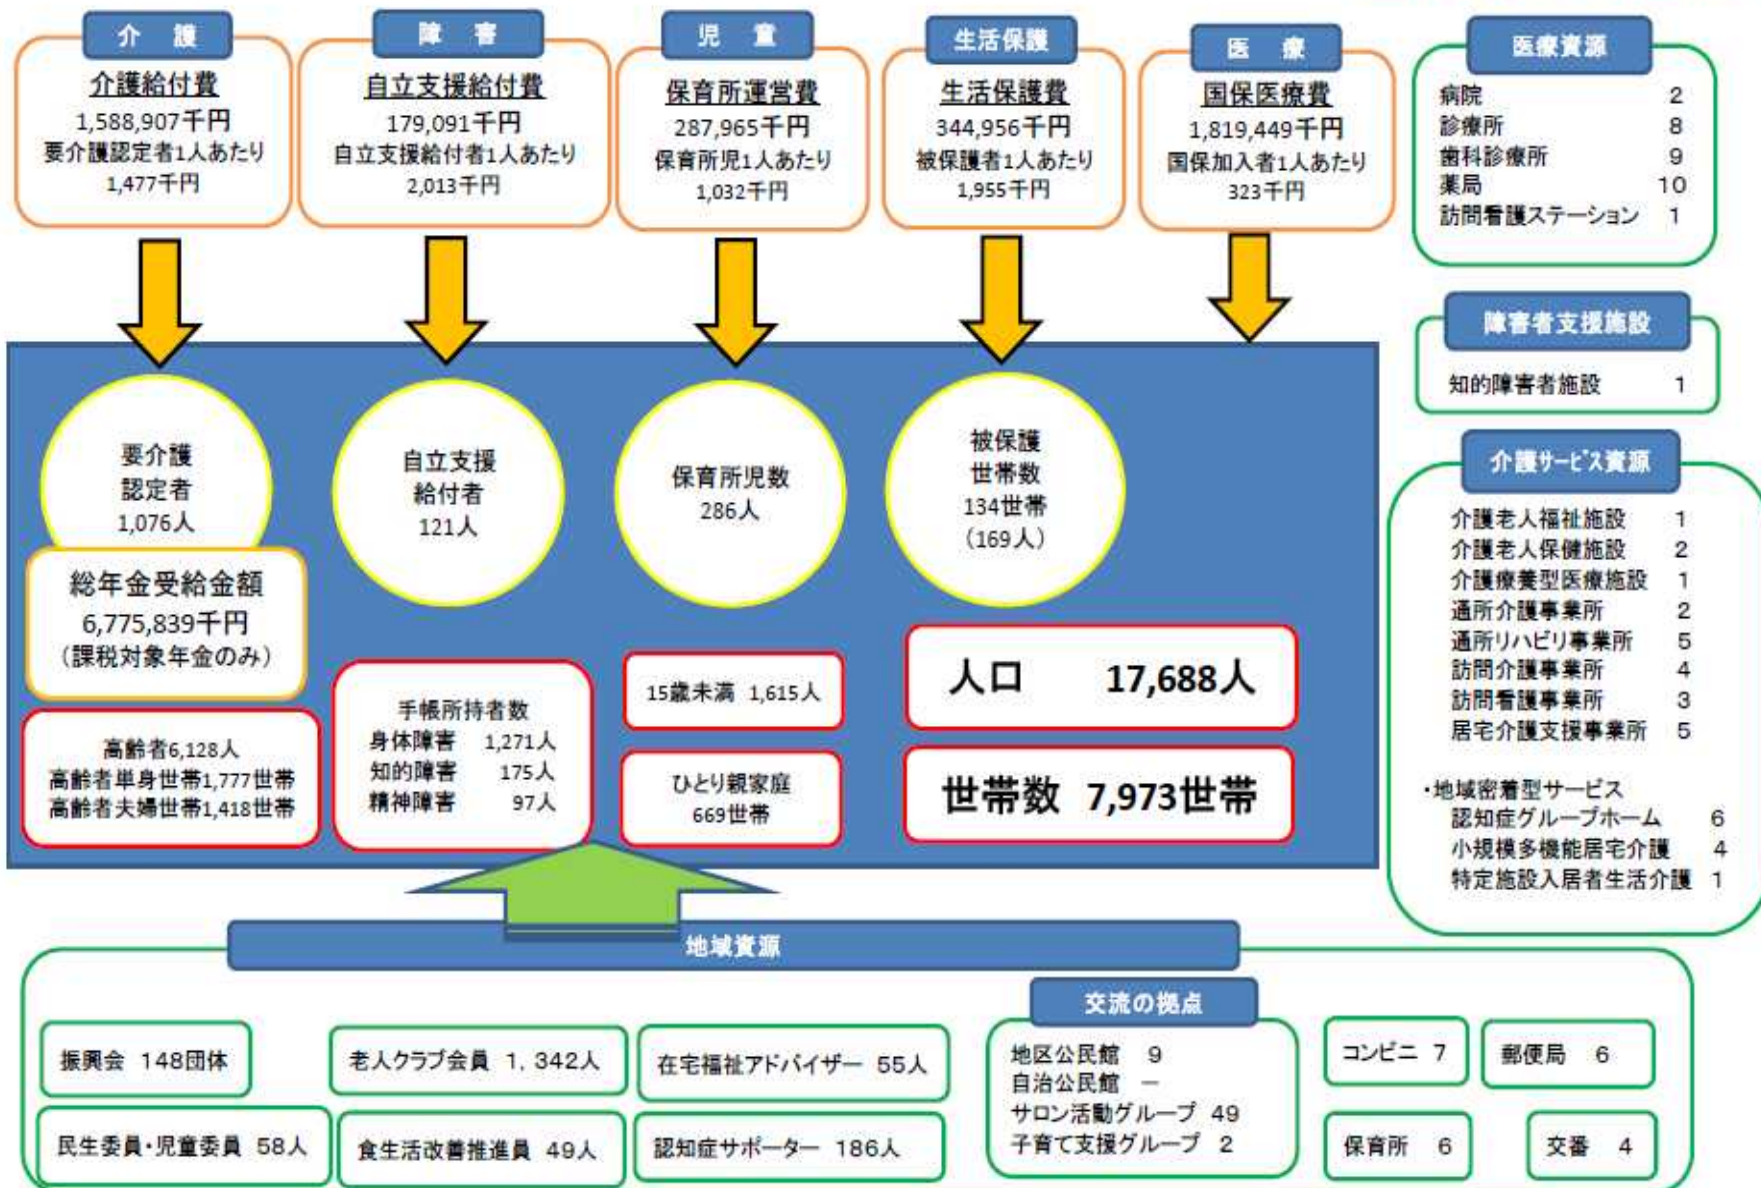 介 護
介護給付費
1,588,907千円
要介護認定者1人あたり
1,477千円
障 害
自立支援給付費
179,091千円
自立支援給付者1人あたり
2,013千円
児 童
保育所運営費
287,965千円
保育所児1人あたり
1,032千円
生活保護
生活保護費
344,956千円
被保護者1人あたり
1,955千円
医 療
国保医療費
1,819,449千円
国保加入者1人あたり
323千円
医療資源
病院 2
診療所 8
歯科診療所 9
薬局 10
訪問看護ステーション 1
障害者支援施設
知的障害者施設 1
介護サービス資源
介護老人福祉施設 1
介護老人保健施設 2
介護療養型医療施設 1
通所介護事業所 2
通所リハビリ事業所 5
訪問介護事業所 4
訪問看護事業所 3
居宅介護支援事業所 5
・地域密着型サービス
認知症グループホーム 6
小規模多機能居宅介護 4
特定施設入居者生活介護 1
要介護
認定者
1,076人
総年金受給金額
6,775,839千円
(課税対象年金のみ)
高齢者6,128人
高齢者単身世帯1,777世帯
高齢者夫婦世帯1,418世帯
自立支援
給付者
121人
手帳所持者数
身体障害 1,271人
知的障害 175人
精神障害 97人
保育所児数
286人
15歳未満 1,615人
ひとり親家庭
669世帯
被保護
世帯数
134世帯
(169人)
人口 17,688人
世帯数 7,973世帯
地域資源
振興会 148団体
老人クラブ会員 1,342人
在宅福祉アドバイザー 55人
民生委員・児童委員 58人
食生活改善推進員 49人
認知症サポーター 186人
交流の拠点
地区公民館 9
自治公民館 －
サロン活動グループ 49
子育て支援グループ 2
コンビニ 7
郵便局 6
保育所 6
交番 4